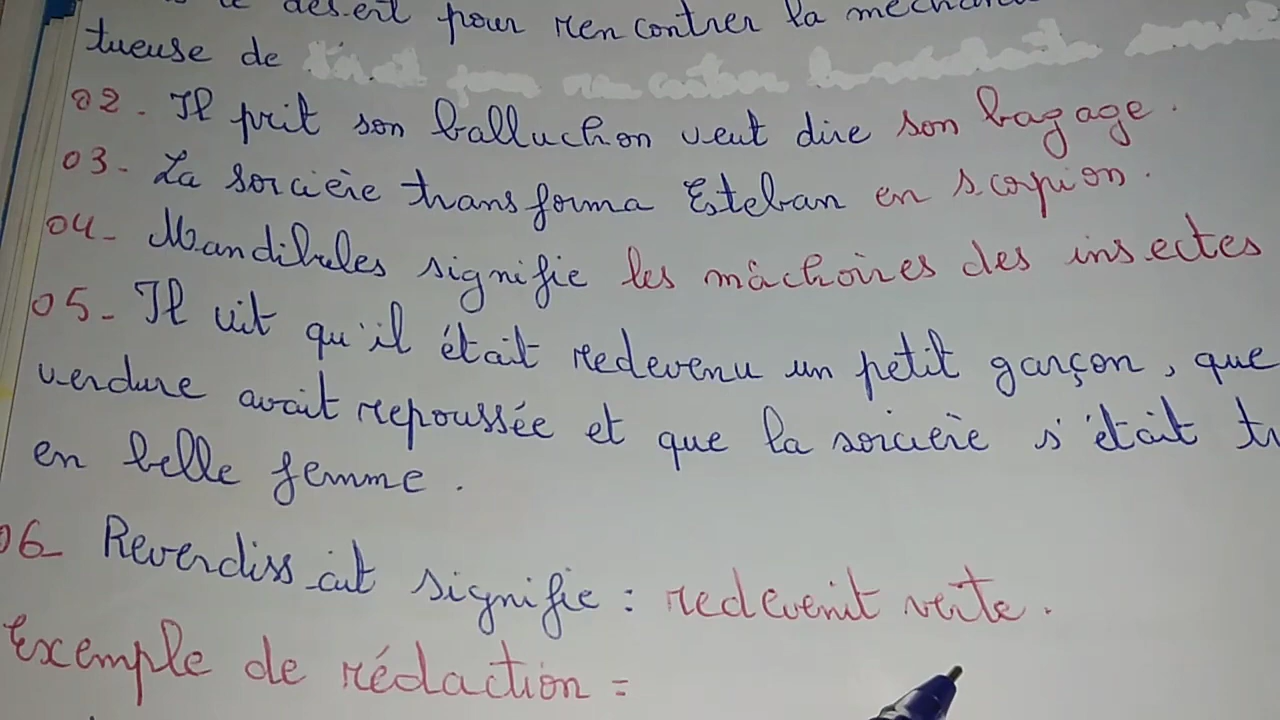 désert pour rencontrer la
tueuse de
02. Il prit son balluchon veut dire son bagage.
03. La sorcière transforma Esteban en scorpion.
04. Mandibules signifie les mâchoires des insectes
05. Il vit qu'il était redevenu un petit garçon, que
verdure avait repoussée et que la sorcière s'était
en belle femme.
06_ Reverdissait signifie : redevenit verte.
Exemple de rédaction =